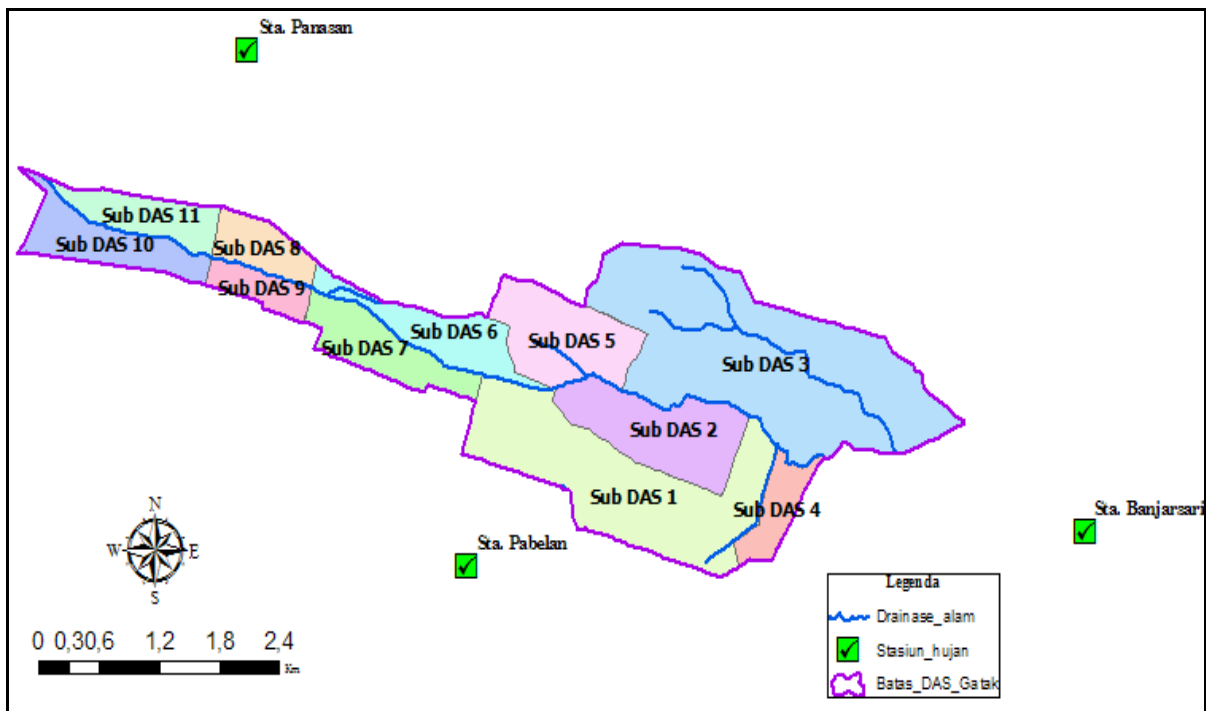 Sta. Panasan
Sub DAS 11
Sub DAS 10
Sub DAS 8
Sub DAS 9
Sub DAS 6
Sub DAS 7
Sub DAS 5
Sub DAS 3
Sub DAS 2
Sub DAS 1
Sub DAS 4
Sta. Banjarsari
Sta. Pabelan
N
W E
S
0 0,30,6 1,2 1,8 2,4
Km
Legenda
Drainase_alam
Stasiun_hujan
Batas_DAS_Gatak